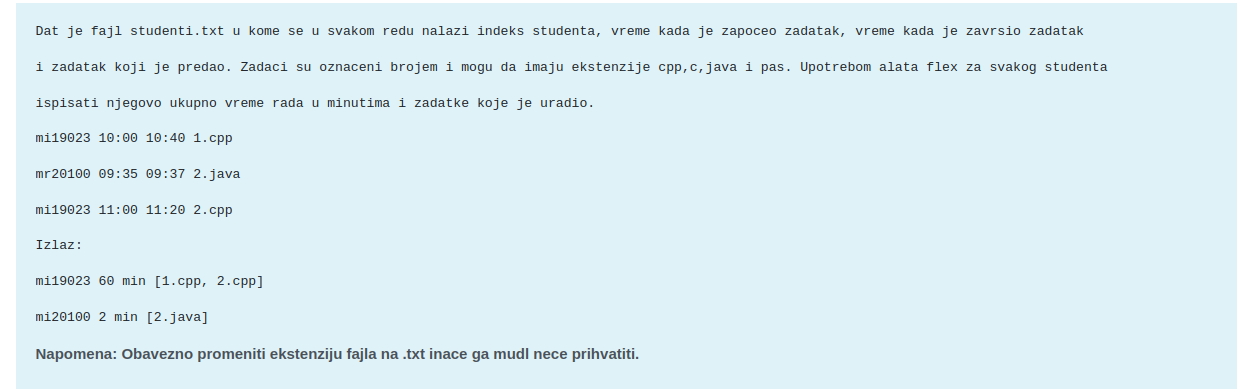 Dat je fajl studenti.txt u kome se u svakom redu nalazi indeks studenta, vreme kada je zapoceo zadatak, vreme kada je zavrsio zadatak
i zadatak koji je predao. Zadaci su oznaceni brojem i mogu da imaju ekstenzije cpp,c,java i pas. Upotrebom alata flex za svakog studenta
ispisati njegovo ukupno vreme rada u minutima i zadatke koje je uradio.
mi19023 10:00 10:40 1.cpp
mr20100 09:35 09:37 2.java
mi19023 11:00 11:20 2.cpp
Izlaz:
mi19023 60 min [1.cpp, 2.cpp]
mi20100 2 min [2.java]
Napomena: Obavezno promeniti ekstenziju fajla na .txt inace ga mudl nece prihvatiti.